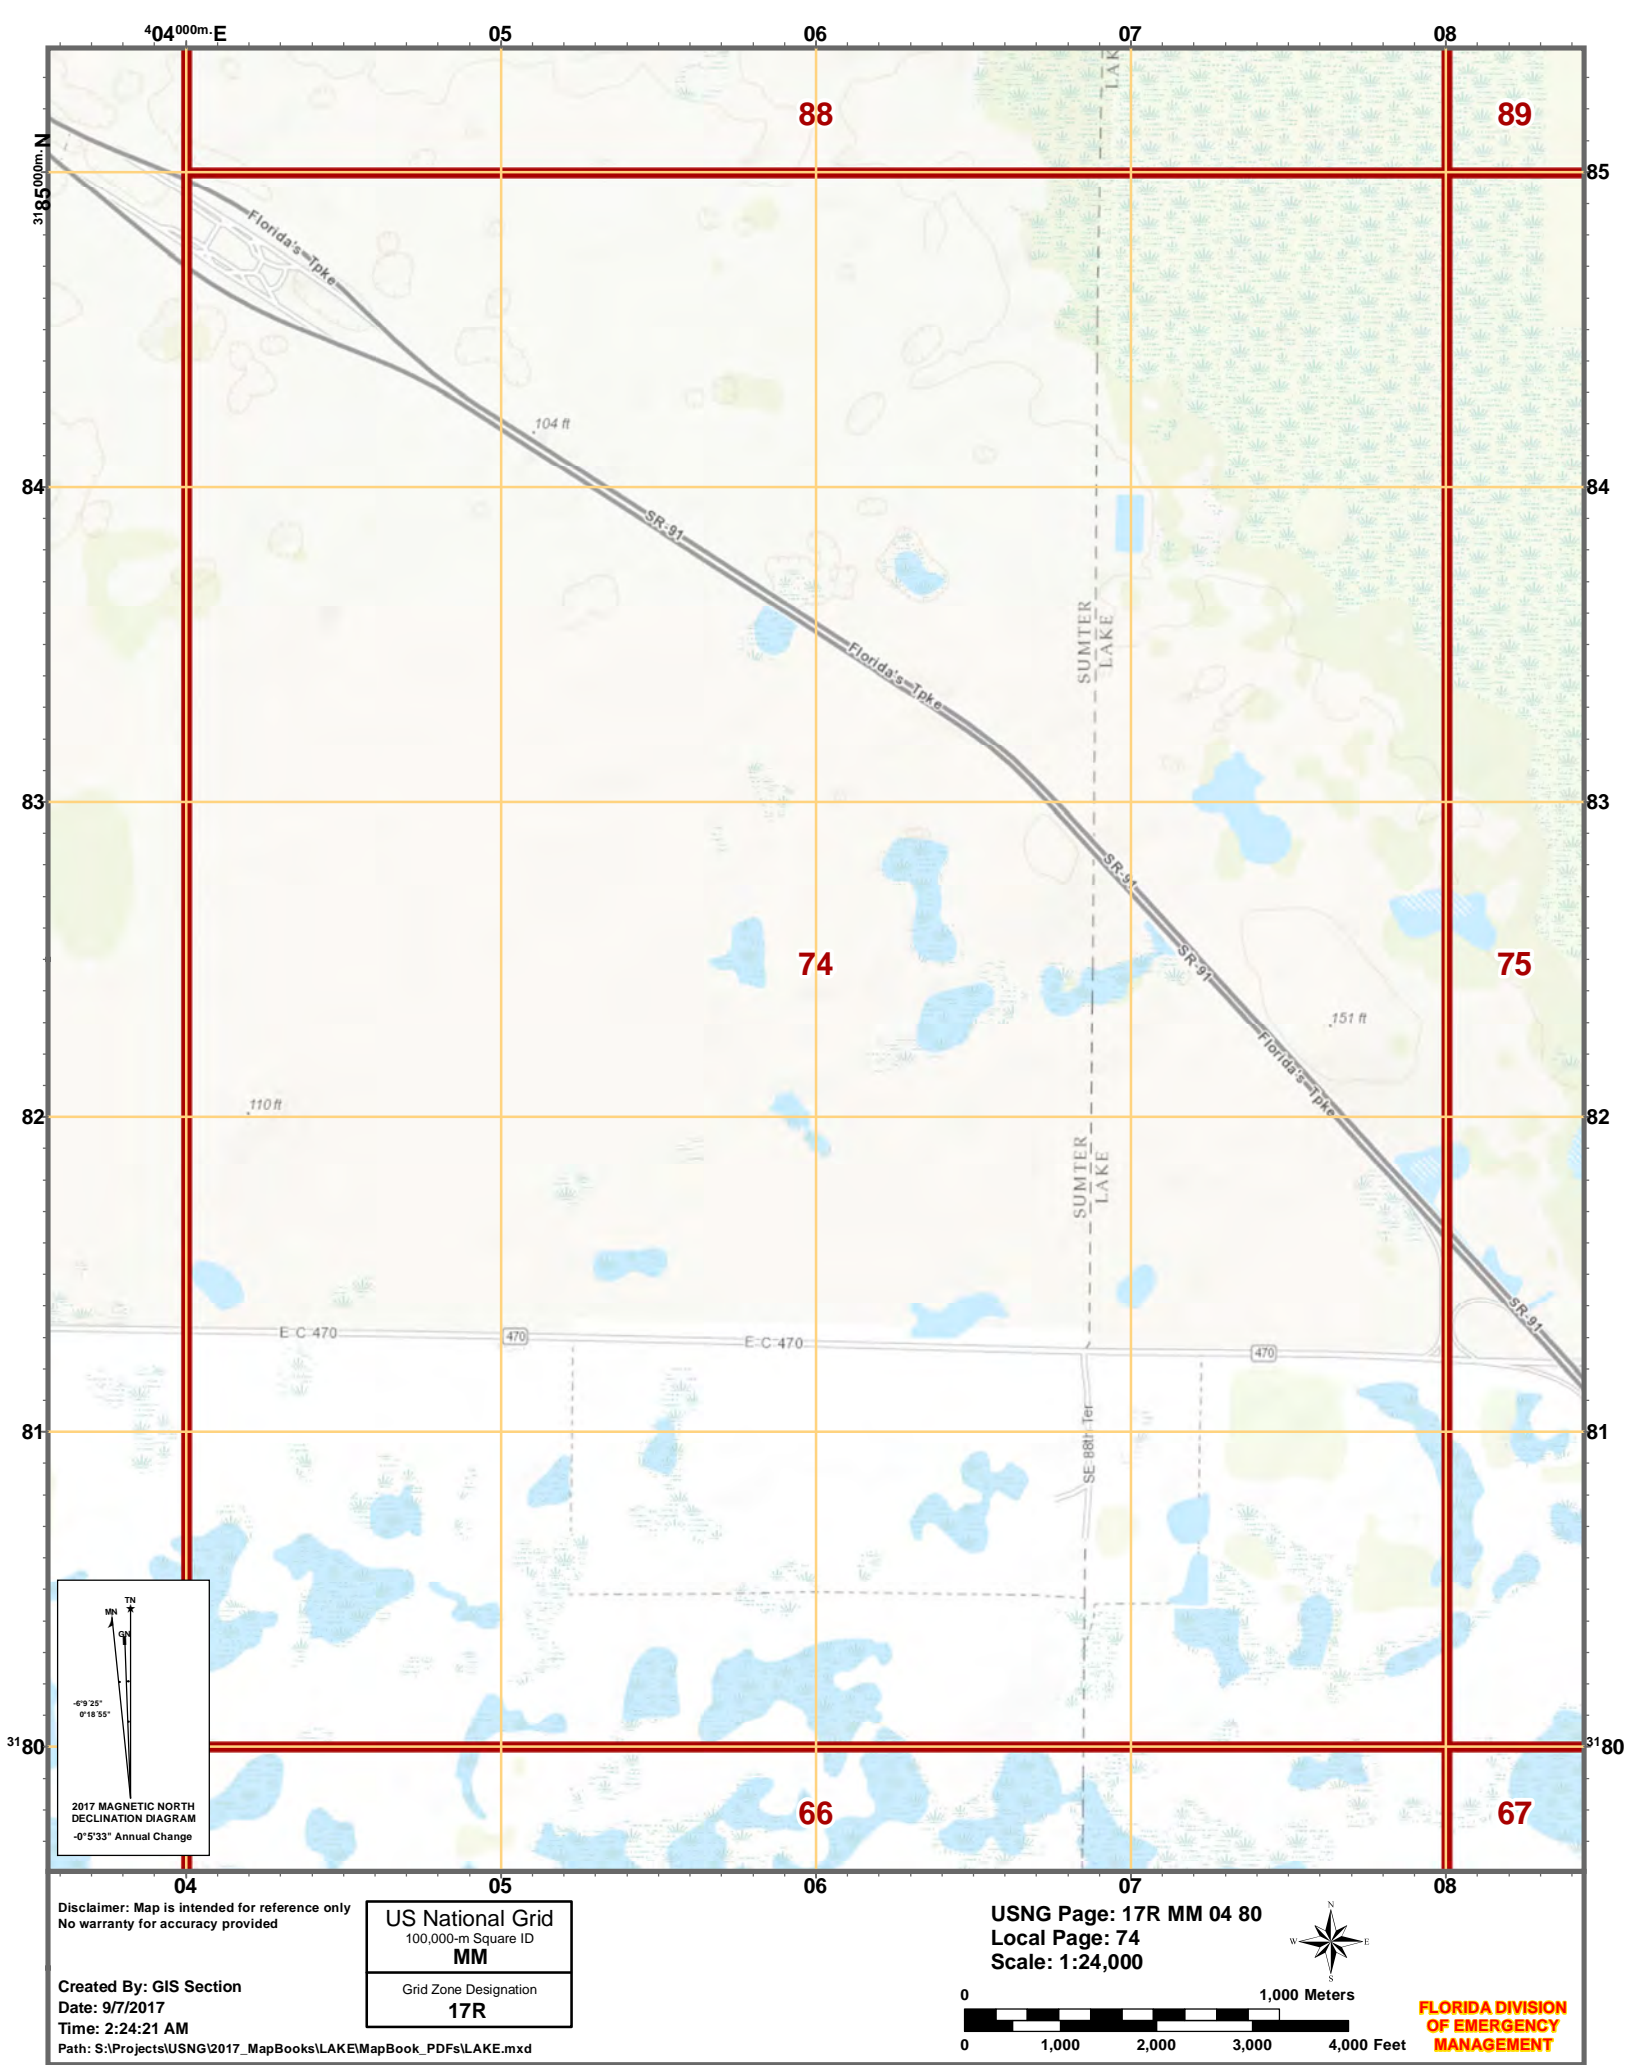 404000m.E 05 06 07 08
88 89
3185000m.N 85
Florida's Tpke
LAKE
104 ft
84 84
SR-91
SUMTER
LAKE
Florida's Tpke
83 83
SR-91
SR-91
74 75
151 ft
Florida's Tpke
110 ft
82 82
SUMTER
LAKE
SR-91
E C 470 470 E C 470 470
SE 88th Ter
81 81
TN
MN
GN
-6°9'25"
0°18'55"
3180 3180
2017 MAGNETIC NORTH
DECLINATION DIAGRAM
-0°5'33" Annual Change
66 67
04 05 06 07 08
Disclaimer: Map is intended for reference only
No warranty for accuracy provided
Created By: GIS Section
Date: 9/7/2017
Time: 2:24:21 AM
Path: S:\Projects\USNG\2017_MapBooks\LAKE\MapBook_PDFs\LAKE.mxd
US National Grid
100,000-m Square ID
MM
Grid Zone Designation
17R
USNG Page: 17R MM 04 80
Local Page: 74
Scale: 1:24,000
N
W E
S
0 1,000 Meters
0 1,000 2,000 3,000 4,000 Feet
FLORIDA DIVISION
OF EMERGENCY
MANAGEMENT